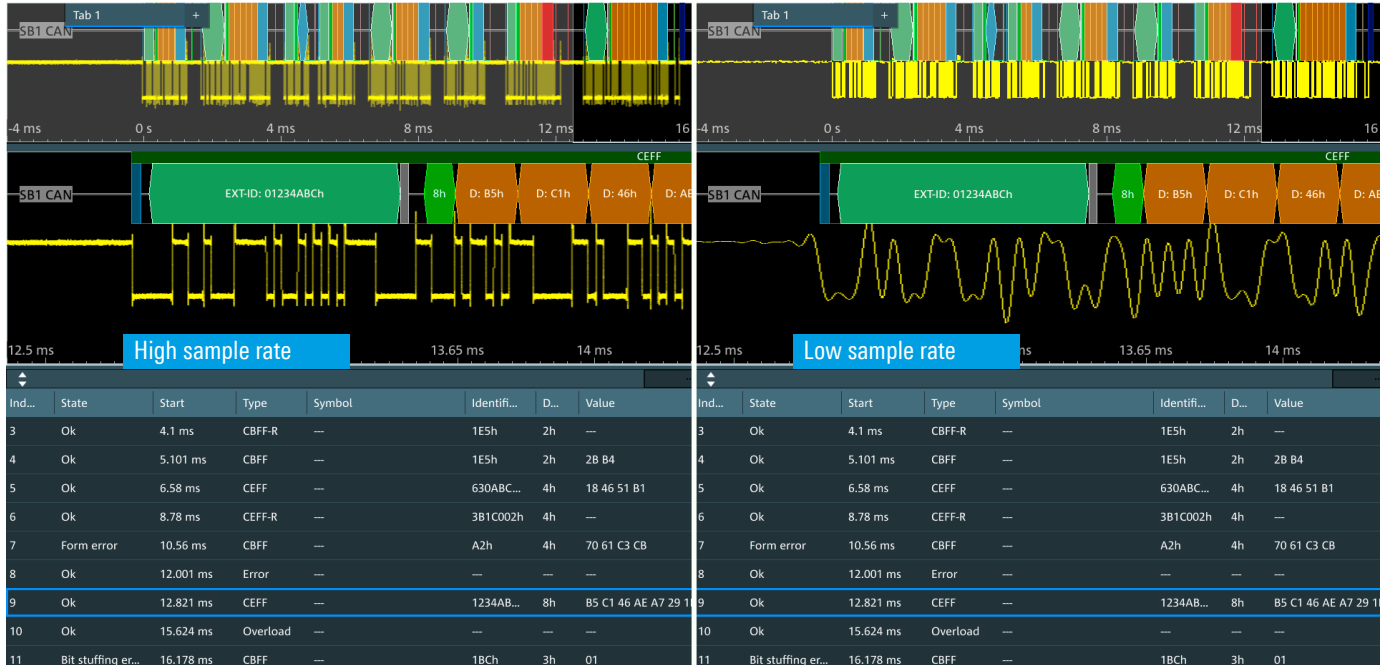 Tab 1 +
SB1 CAN
-4 ms 0 s 4 ms 8 ms 12 ms 16
CEFF
SB1 CAN EXT-ID: 01234ABCh 8h D: B5h D: C1h D: 46h D: AE
12.5 ms High sample rate 13.65 ms 14 ms
Ind... State Start Type Symbol Identifi... D... Value
3 Ok 4.1 ms CBFF-R --- 1E5h 2h ---
4 Ok 5.101 ms CBFF --- 1E5h 2h 2B B4
5 Ok 6.58 ms CEFF --- 630ABC... 4h 18 46 51 B1
6 Ok 8.78 ms CEFF-R --- 3B1C002h 4h ---
7 Form error 10.56 ms CBFF --- A2h 4h 70 61 C3 CB
8 Ok 12.001 ms Error --- --- --- ---
9 Ok 12.821 ms CEFF --- 1234AB... 8h B5 C1 46 AE A7 29
10 Ok 15.624 ms Overload --- --- --- ---
11 Bit stuffing er... 16.178 ms CBFF --- 1BCh 3h 01
Tab 1 +
SB1 CAN
-4 ms 0 s 4 ms 8 ms 12 ms 16
CEFF
SB1 CAN EXT-ID: 01234ABCh 8h D: B5h D: C1h D: 46h D: AE
12.5 ms Low sample rate ms 13.65 ms 14 ms
Ind... State Start Type Symbol Identifi... D... Value
3 Ok 4.1 ms CBFF-R --- 1E5h 2h ---
4 Ok 5.101 ms CBFF --- 1E5h 2h 2B B4
5 Ok 6.58 ms CEFF --- 630ABC... 4h 18 46 51 B1
6 Ok 8.78 ms CEFF-R --- 3B1C002h 4h ---
7 Form error 10.56 ms CBFF --- A2h 4h 70 61 C3 CB
8 Ok 12.001 ms Error --- --- --- ---
9 Ok 12.821 ms CEFF --- 1234AB... 8h B5 C1 46 AE A7 29
10 Ok 15.624 ms Overload --- --- --- ---
11 Bit stuffing er... 16.178 ms CBFF --- 1BCh 3h 01